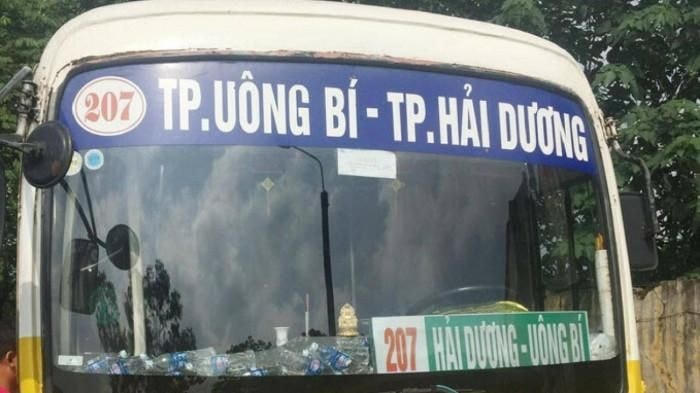 207 TP.UÔNG BÍ - TP.HẢI DƯƠNG
207 HẢI DƯƠNG - UÔNG BÍ